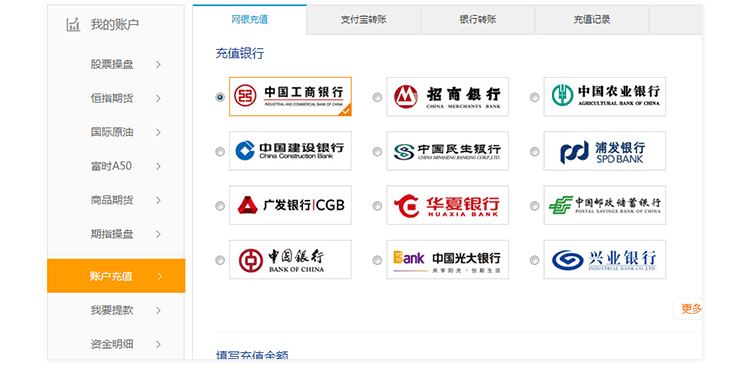 我的账户
股票操盘
恒指期货
国际原油
富时A50
商品期货
期指操盘
账户充值
我要提款
资金明细
网银充值
支付宝转账
银行转账
充值记录
充值银行
中国工商银行
INDUSTRIAL AND COMMERCIAL BANK OF CHINA
招商银行
CHINA MERCHANTS BANK
中国农业银行
AGRICULTURAL BANK OF CHINA
中国建设银行
China Construction Bank
中国民生银行
CHINA MINSHENG BANKING CORP.,LTD.
浦发银行
SPD BANK
广发银行|CGB
华夏银行
HUAXIA BANK
中国邮政储蓄银行
POSTAL SAVINGS BANK OF CHINA
中国银行
BANK OF CHINA
Bank 中国光大银行
共享阳光·创新生活
兴业银行
INDUSTRIAL BANK CO.,LTD.
更多
填写充值金额